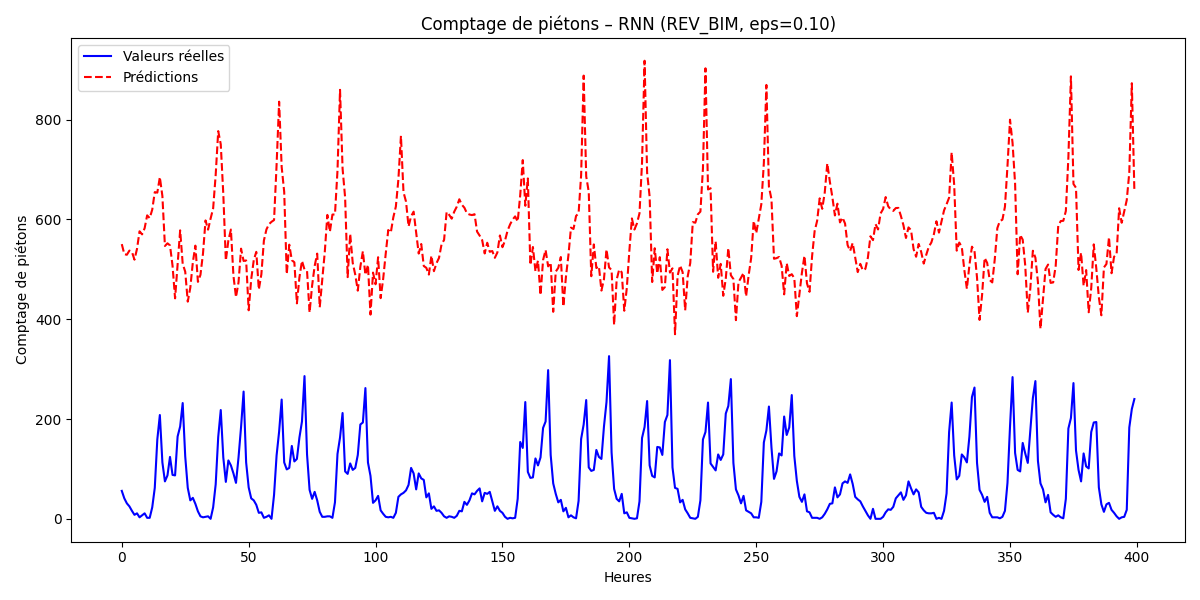 Comptage de piétons – RNN (REV_BIM, eps=0.10)
Valeurs réelles
Prédictions
Comptage de piétons
800
600
400
200
0
0 50 100 150 200 250 300 350 400
Heures